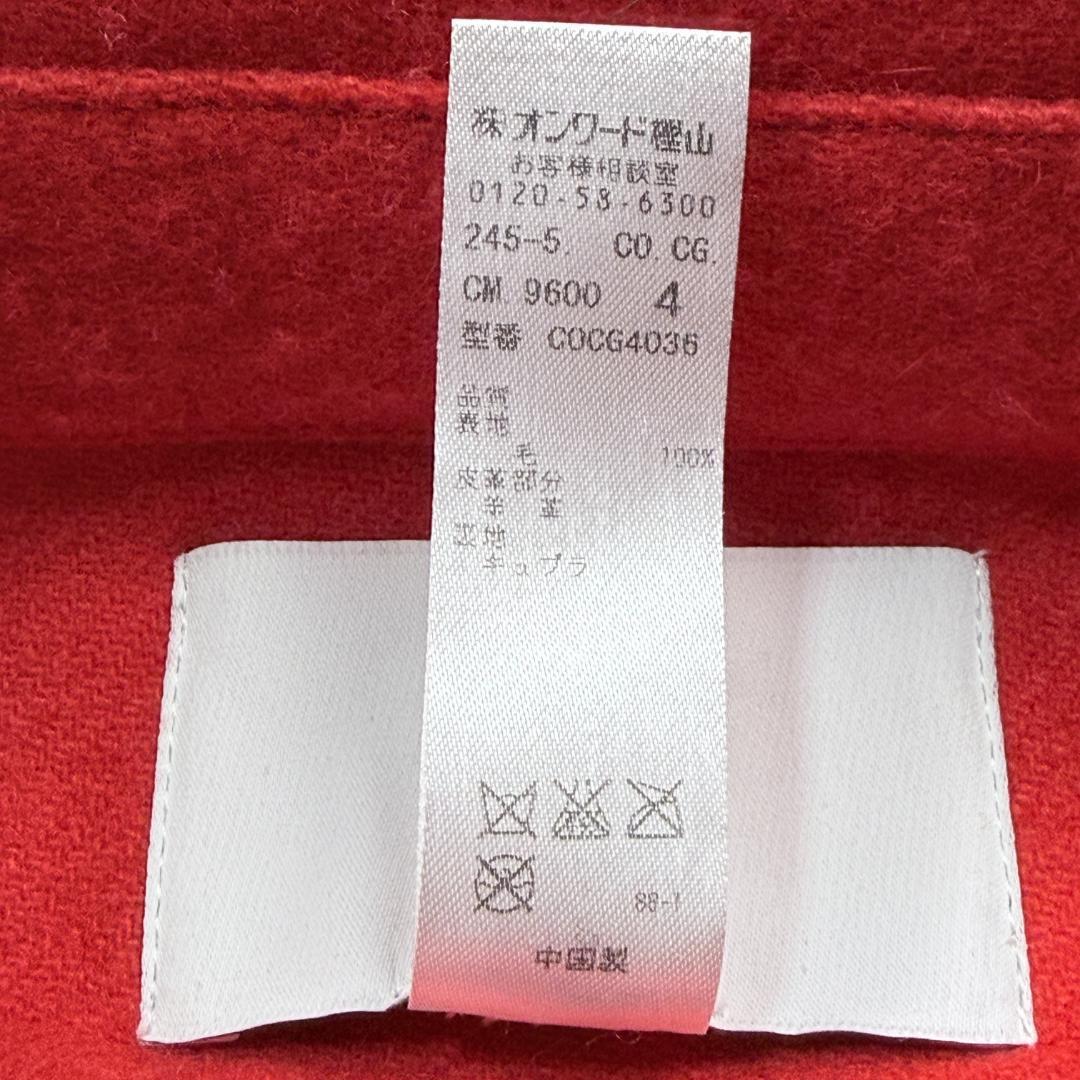 株オンワード樫山
お客様相談室
0120-58-6300
245-5. CO.CG.
CM. 9600 4
型番 COCG4036
品質
表地
毛 100%
皮革部分
牛革
裏地
キュプラ
88-1
中国製